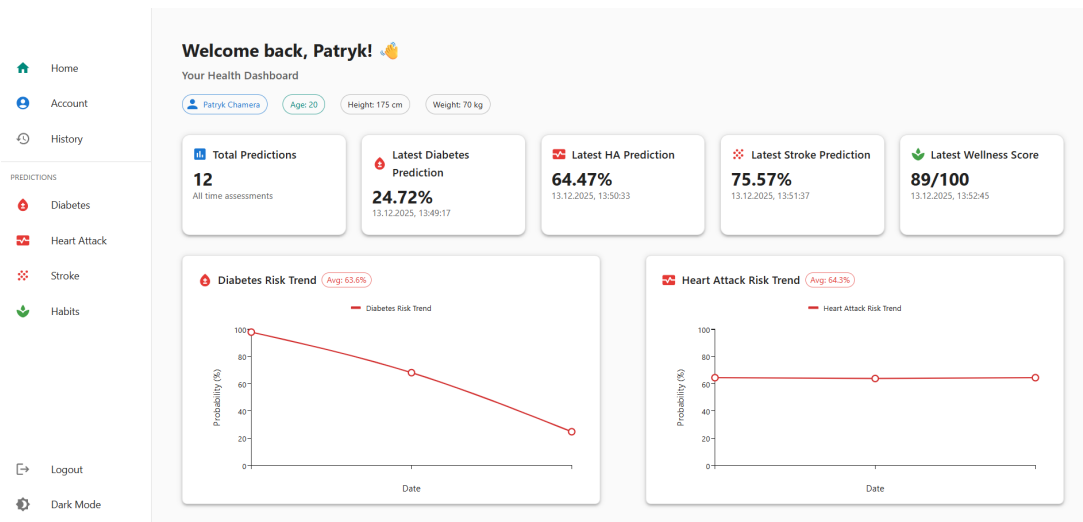 Home
Account
History
PREDICTIONS
Diabetes
Heart Attack
Stroke
Habits
Logout
Dark Mode
Welcome back, Patryk! 👋
Your Health Dashboard
Patryk Chamera
Age: 20
Height: 175 cm
Weight: 70 kg
Total Predictions
12
All time assessments
Latest Diabetes
Prediction
24.72%
13.12.2025, 13:49:17
Latest HA Prediction
64.47%
13.12.2025, 13:50:33
Latest Stroke Prediction
75.57%
13.12.2025, 13:51:37
Latest Wellness Score
89/100
13.12.2025, 13:52:45
Diabetes Risk Trend
Avg: 63.6%
Diabetes Risk Trend
100
80
60
40
20
0
Probability (%)
Date
Heart Attack Risk Trend
Avg: 64.3%
Heart Attack Risk Trend
100
80
60
40
20
0
Probability (%)
Date